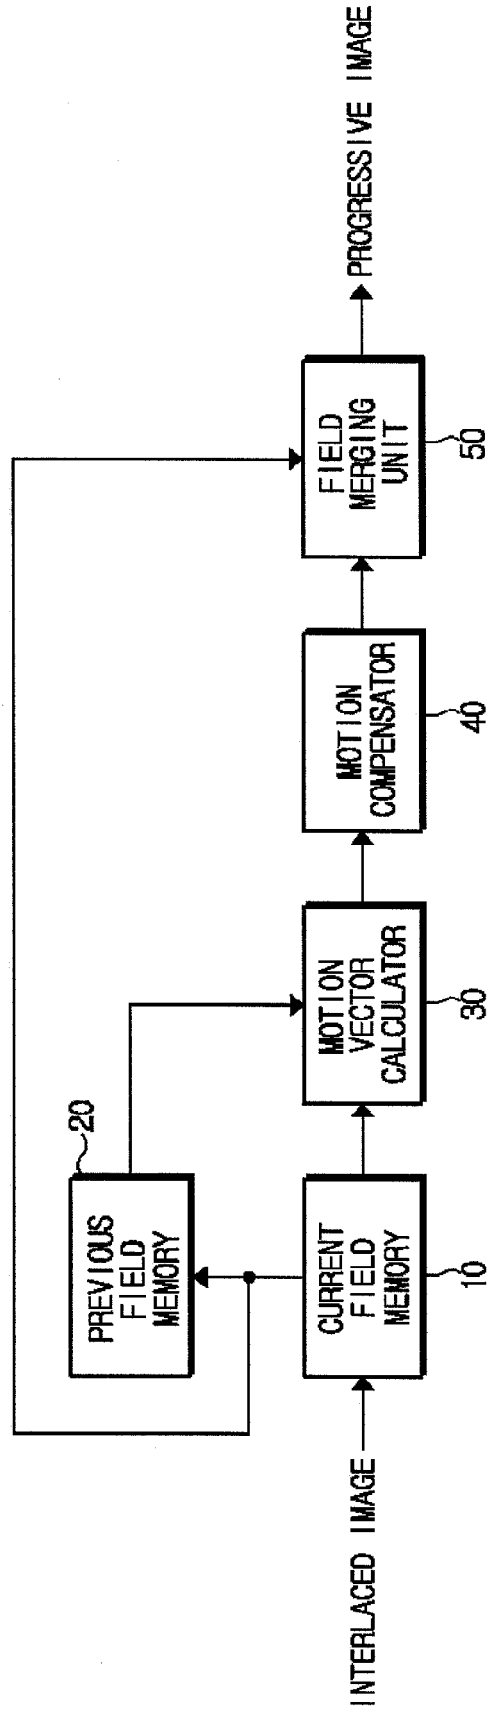 INTERLACED IMAGE
CURRENT
FIELD
MEMORY
10
PREVIOUS
FIELD
MEMORY
20
MOTION
VECTOR
CALCULATOR
30
MOTION
COMPENSATOR
40
FIELD
MERGING
UNIT
50
PROGRESSIVE IMAGE